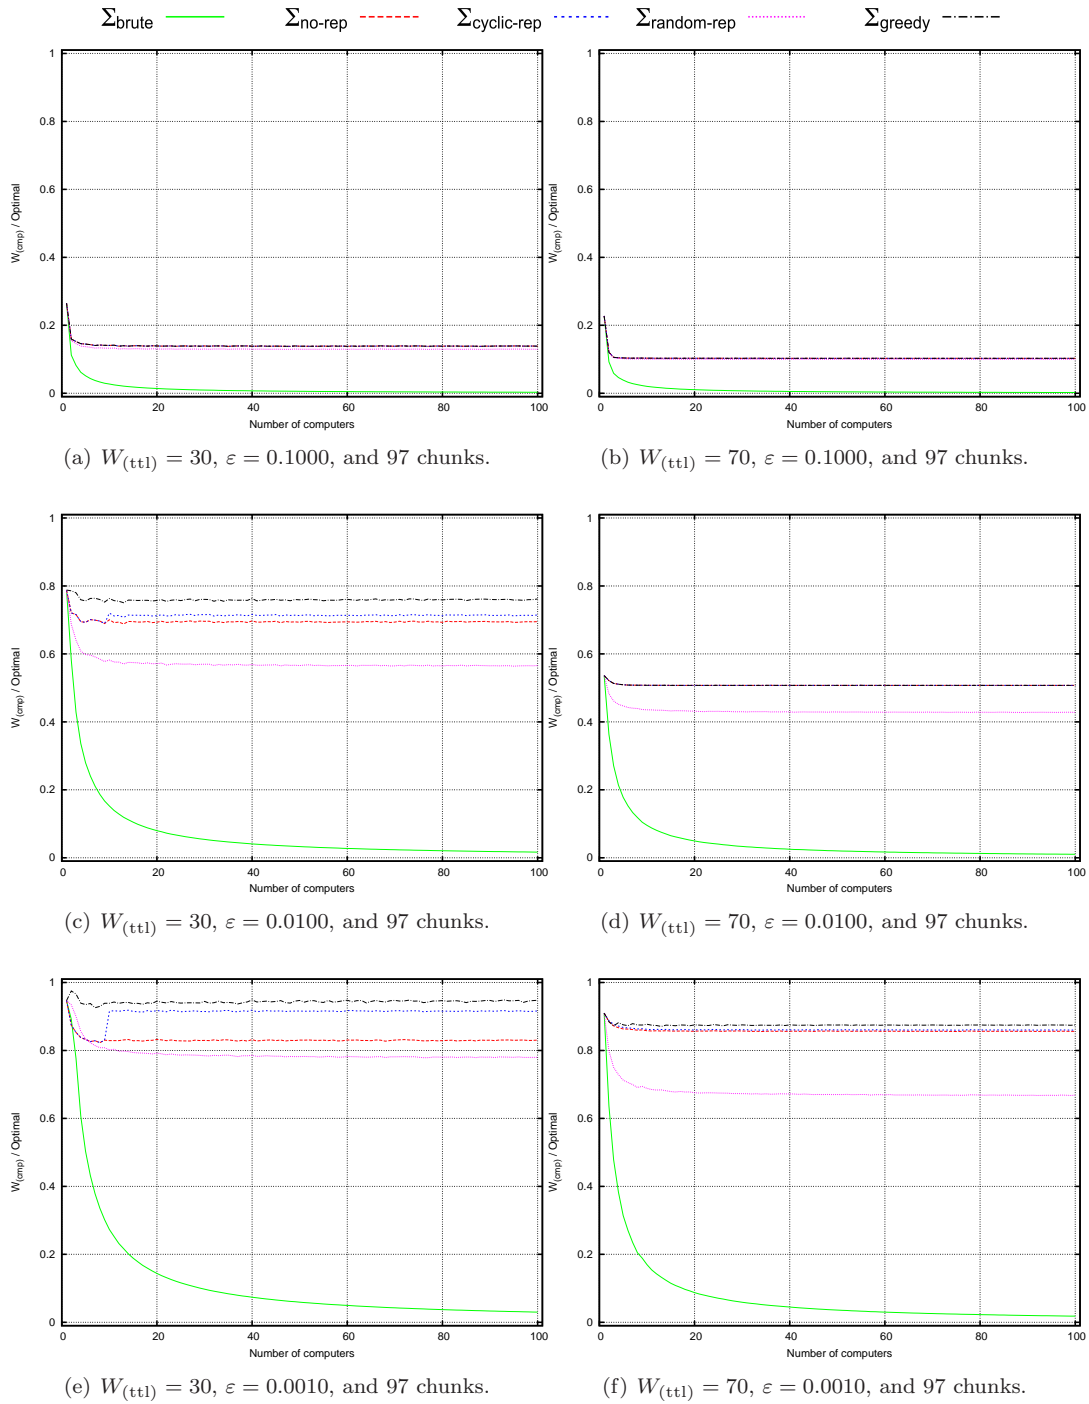 Σbrute Σno-rep Σcyclic-rep Σrandom-rep Σgreedy
1
0.8
0.6
0.4
0.2
0
W(cmp) / Optimal
0 20 40 60 80 100
Number of computers
(a) W(ttl) = 30, ε = 0.1000, and 97 chunks.
1
0.8
0.6
0.4
0.2
0
W(cmp) / Optimal
0 20 40 60 80 100
Number of computers
(b) W(ttl) = 70, ε = 0.1000, and 97 chunks.
1
0.8
0.6
0.4
0.2
0
W(cmp) / Optimal
0 20 40 60 80 100
Number of computers
(c) W(ttl) = 30, ε = 0.0100, and 97 chunks.
1
0.8
0.6
0.4
0.2
0
W(cmp) / Optimal
0 20 40 60 80 100
Number of computers
(d) W(ttl) = 70, ε = 0.0100, and 97 chunks.
1
0.8
0.6
0.4
0.2
0
W(cmp) / Optimal
0 20 40 60 80 100
Number of computers
(e) W(ttl) = 30, ε = 0.0010, and 97 chunks.
1
0.8
0.6
0.4
0.2
0
W(cmp) / Optimal
0 20 40 60 80 100
Number of computers
(f) W(ttl) = 70, ε = 0.0010, and 97 chunks.